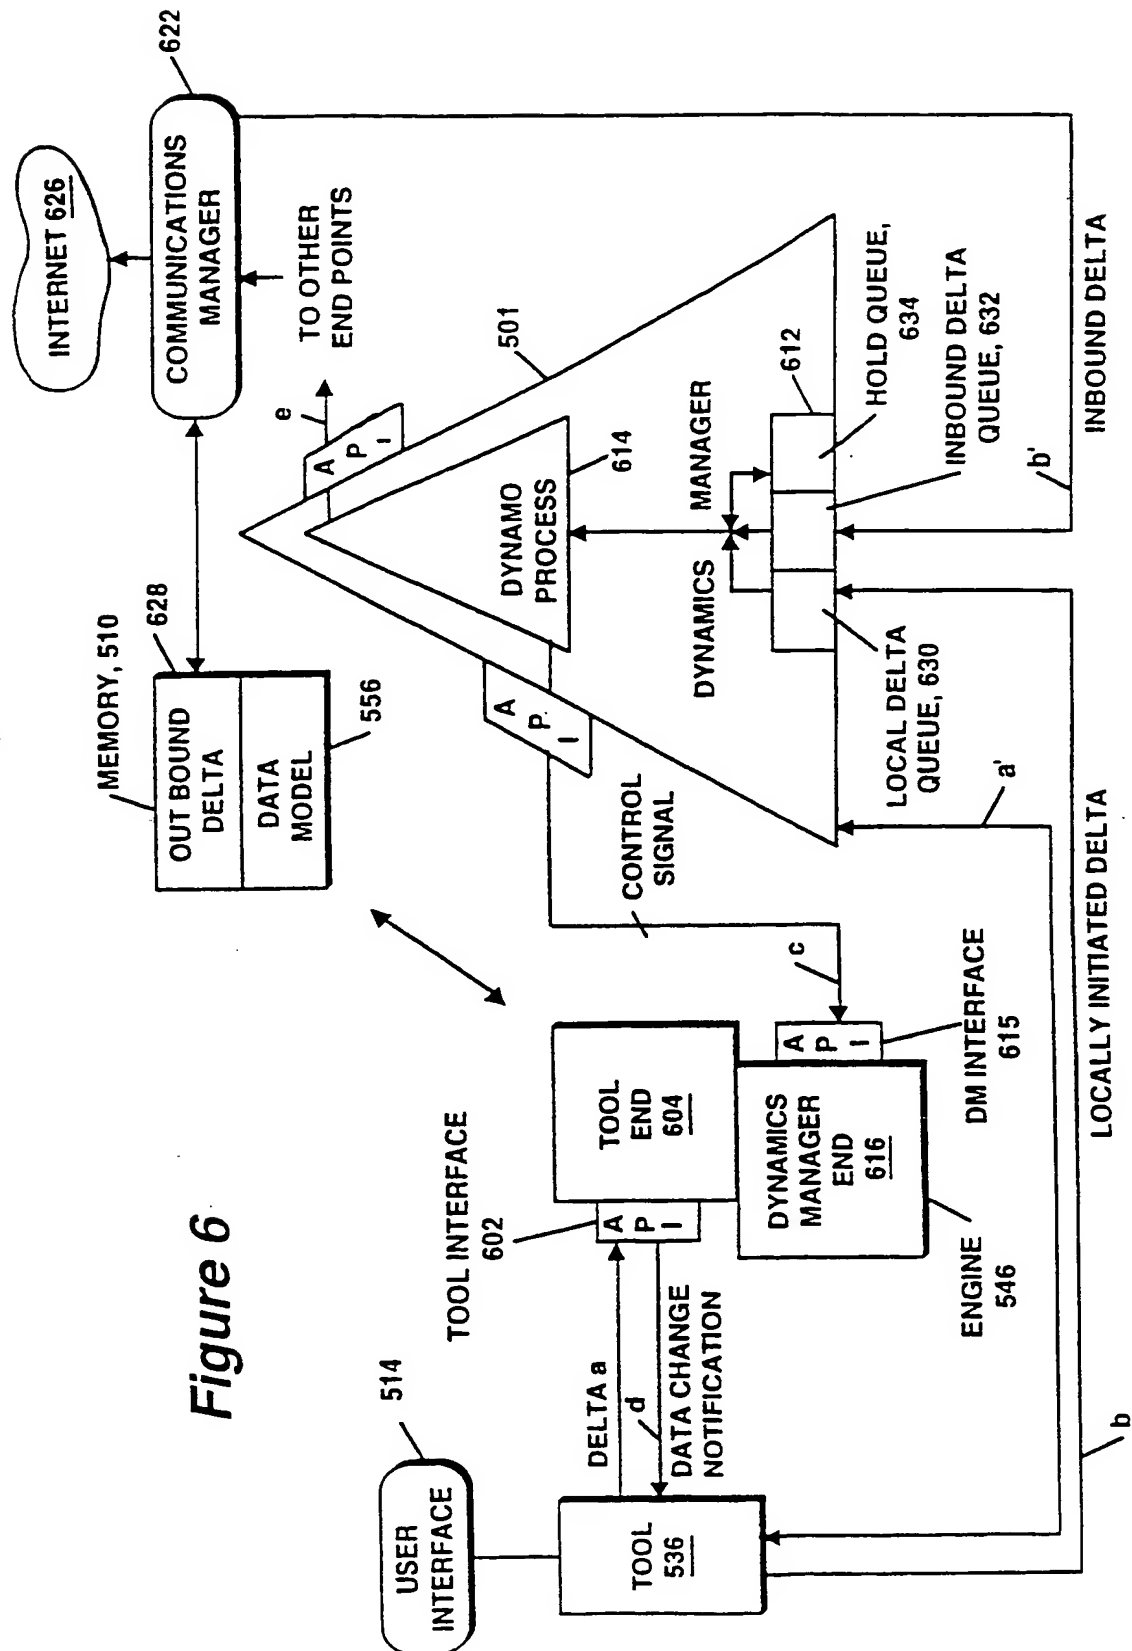 Figure 6
USER
INTERFACE
514
TOOL
536
DELTA a
d
DATA CHANGE
NOTIFICATION
TOOL INTERFACE
602
A
P
I
TOOL
END
604
DYNAMICS
MANAGER
END
616
ENGINE
546
A
P
I
DM INTERFACE
615
c
CONTROL
SIGNAL
MEMORY, 510
628
OUT BOUND
DELTA
DATA
MODEL
556
INTERNET 626
COMMUNICATIONS
MANAGER
622
TO OTHER
END POINTS
e
A
P
I
A
P
I
501
DYNAMO
PROCESS
614
DYNAMICS
MANAGER
612
LOCAL DELTA
QUEUE, 630
HOLD QUEUE,
634
INBOUND DELTA
QUEUE, 632
a'
b'
INBOUND DELTA
LOCALLY INITIATED DELTA
b